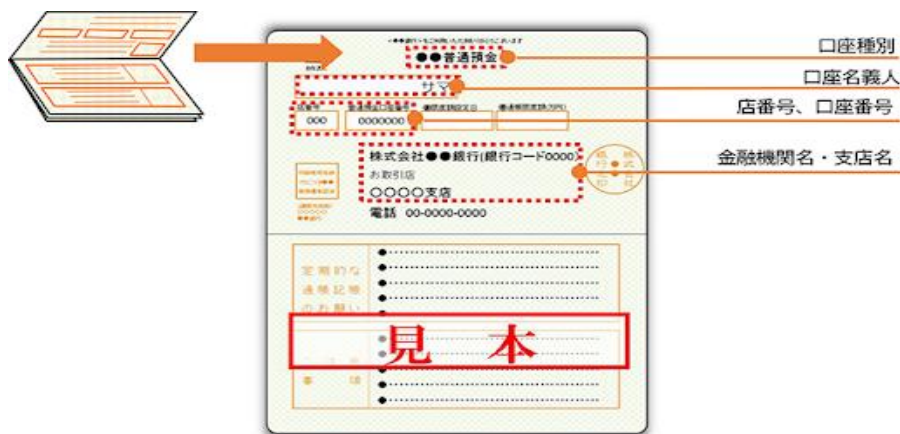 ●●普通預金
口座種別
サマ
口座名義人
店番号、口座番号
000
0000000
金融機関名・支店名
株式会社●●銀行(銀行コード0000)
お取引店
○○○○支店
電話 00-0000-0000
定期的な
通帳記帳
のお願い
見本
事項